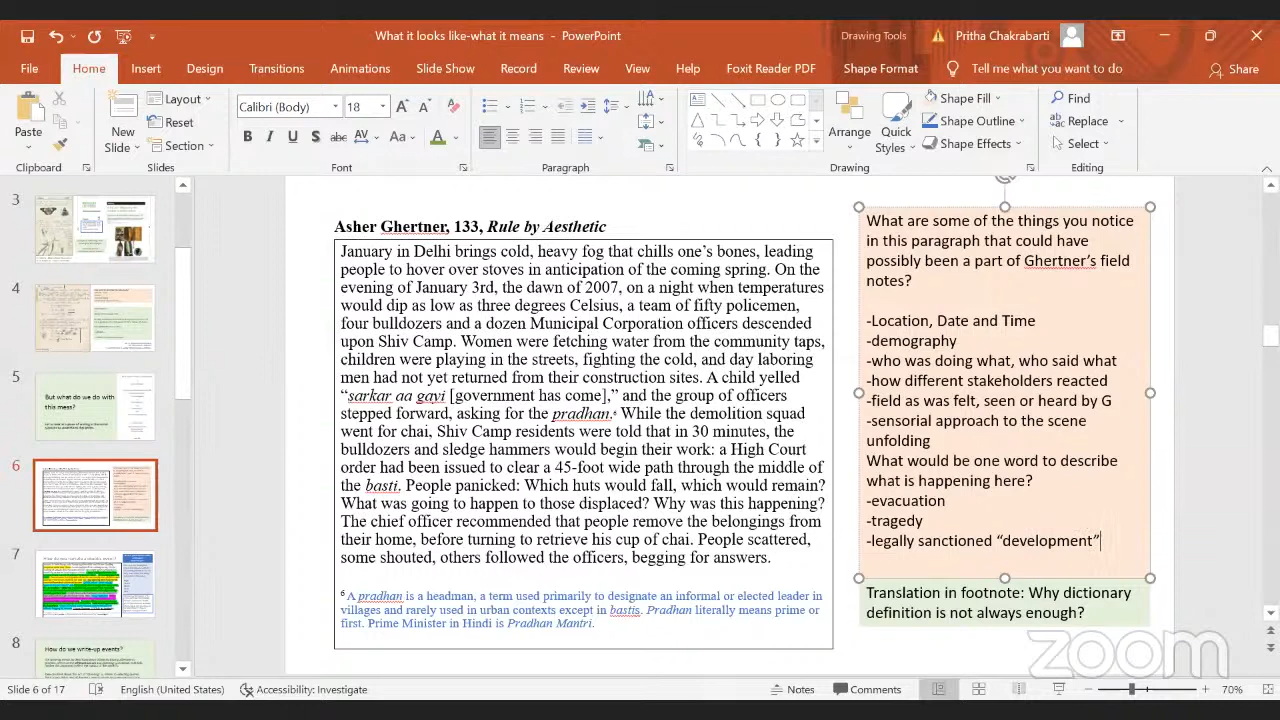 What it looks like-what it means - PowerPoint
Drawing Tools
Pritha Chakrabarti
File Home Insert Design Transitions Animations Slide Show Record Review View Help Foxit Reader PDF Shape Format Tell me what you want to do Share
Paste
New Slide
Layout
Reset
Section
Calibri (Body) 18
B I U S abc AV Aa A
Arrange
Quick Styles
Shape Fill
Shape Outline
Shape Effects
Find
Replace
Select
Clipboard Slides Font Paragraph Drawing Editing
3
4
5
But what do we do with
this mess?
6
7
8
How do we write-up events?
Asher Ghertner, 133, Rule by Aesthetic
January in Delhi brings cold, heavy fog that chills one's bones, leading
people to hover over stoves in anticipation of the coming spring. On the
evening of January 3rd, the dawn of 2007, on a night when temperatures
would dip as low as three degrees Celsius, a team of fifty policemen,
four bulldozers and a dozen Municipal Corporation officers descended
upon Shiv Camp. Women were fetching water from the community taps,
children were playing in the streets, fighting the cold, and day laboring
men had not yet returned from their construction sites. A child yelled
“sarkar aa gayi [government has come],” and the group of officers
stepped forward, asking for the pradhan. While the demolition squad
went for chai, Shiv Camp residents were told that in 30 minutes, the
bulldozers and sledge hammers would begin their work: a High Court
order had been issued to clear a foot wide path through the middle of
the basti. People panicked. Which huts would fall, which would remain?
What was going to happen to those displaced? Why was this happening?
The chief officer recommended that people remove the belongings from
their home, before turning to retrieve his cup of chai. People scattered,
some shouted, others followed the officers, begging for answers.
Pradhan is a headman, used primarily to designate an informal or elected leader in
villages and rarely used in urban settings except in bastis. Pradhan literally means prime or
first. Prime Minister in Hindi is Pradhan Mantri.
What are some of the things you notice
in this paragraph that could have
possibly been a part of Ghertner's field
notes?
-Location, Date and Time
-demography
-who was doing what, who said what
-how different stakeholders reacted
-field as was felt, seen or heard by G
-sensorial approach to the scene
unfolding
What would be one word to describe
what is happening here?
-evacuation
-tragedy
-legally sanctioned “development”
Translation in footnote: Why dictionary
definition is not always enough?
zoom
Slide 6 of 17 English (United States) Accessibility: Investigate Notes Comments 70%